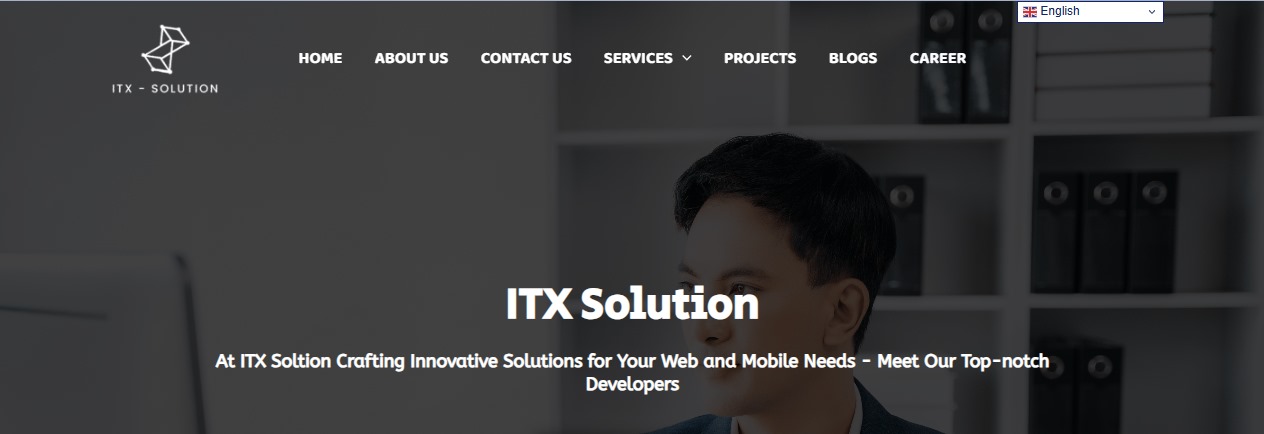 English
ITX - SOLUTION
HOME ABOUT US CONTACT US SERVICES PROJECTS BLOGS CAREER
ITX Solution
At ITX Soltion Crafting Innovative Solutions for Your Web and Mobile Needs - Meet Our Top-notch
Developers